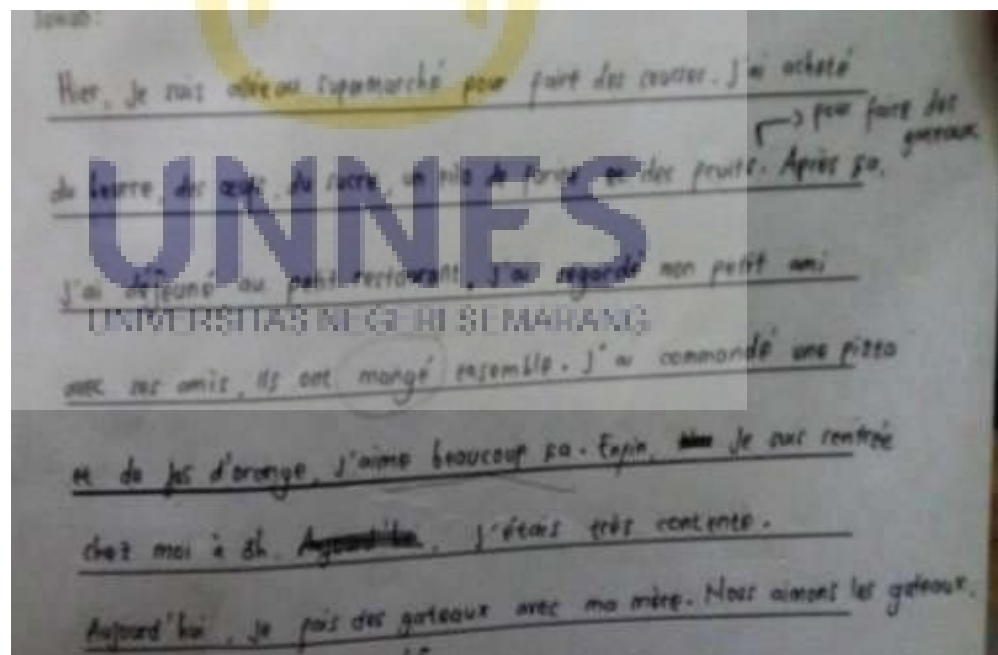 Jawab:
Hier, je suis allée au supermarché pour faire des courses. J'ai acheté
→ pour faire des gateaux
du beurre, des œufs, du sucre, un kilo de farine et des fruits. Après ça,
UNNES
j'ai déjeuné au petit restaurant, j'ai regardé mon petit ami
UNIVERSITAS NEGERI SEMARANG
avec ses amis, ils ont mangé ensemble. J'ai commandé une pizza
et du jus d'orange, j'aime beaucoup ça. Enfin, je suis rentrée
chez moi à 8h. j'étais très contente.
Aujourd'hui, je fais des gateaux avec ma mère. Nous aimons les gateaux.